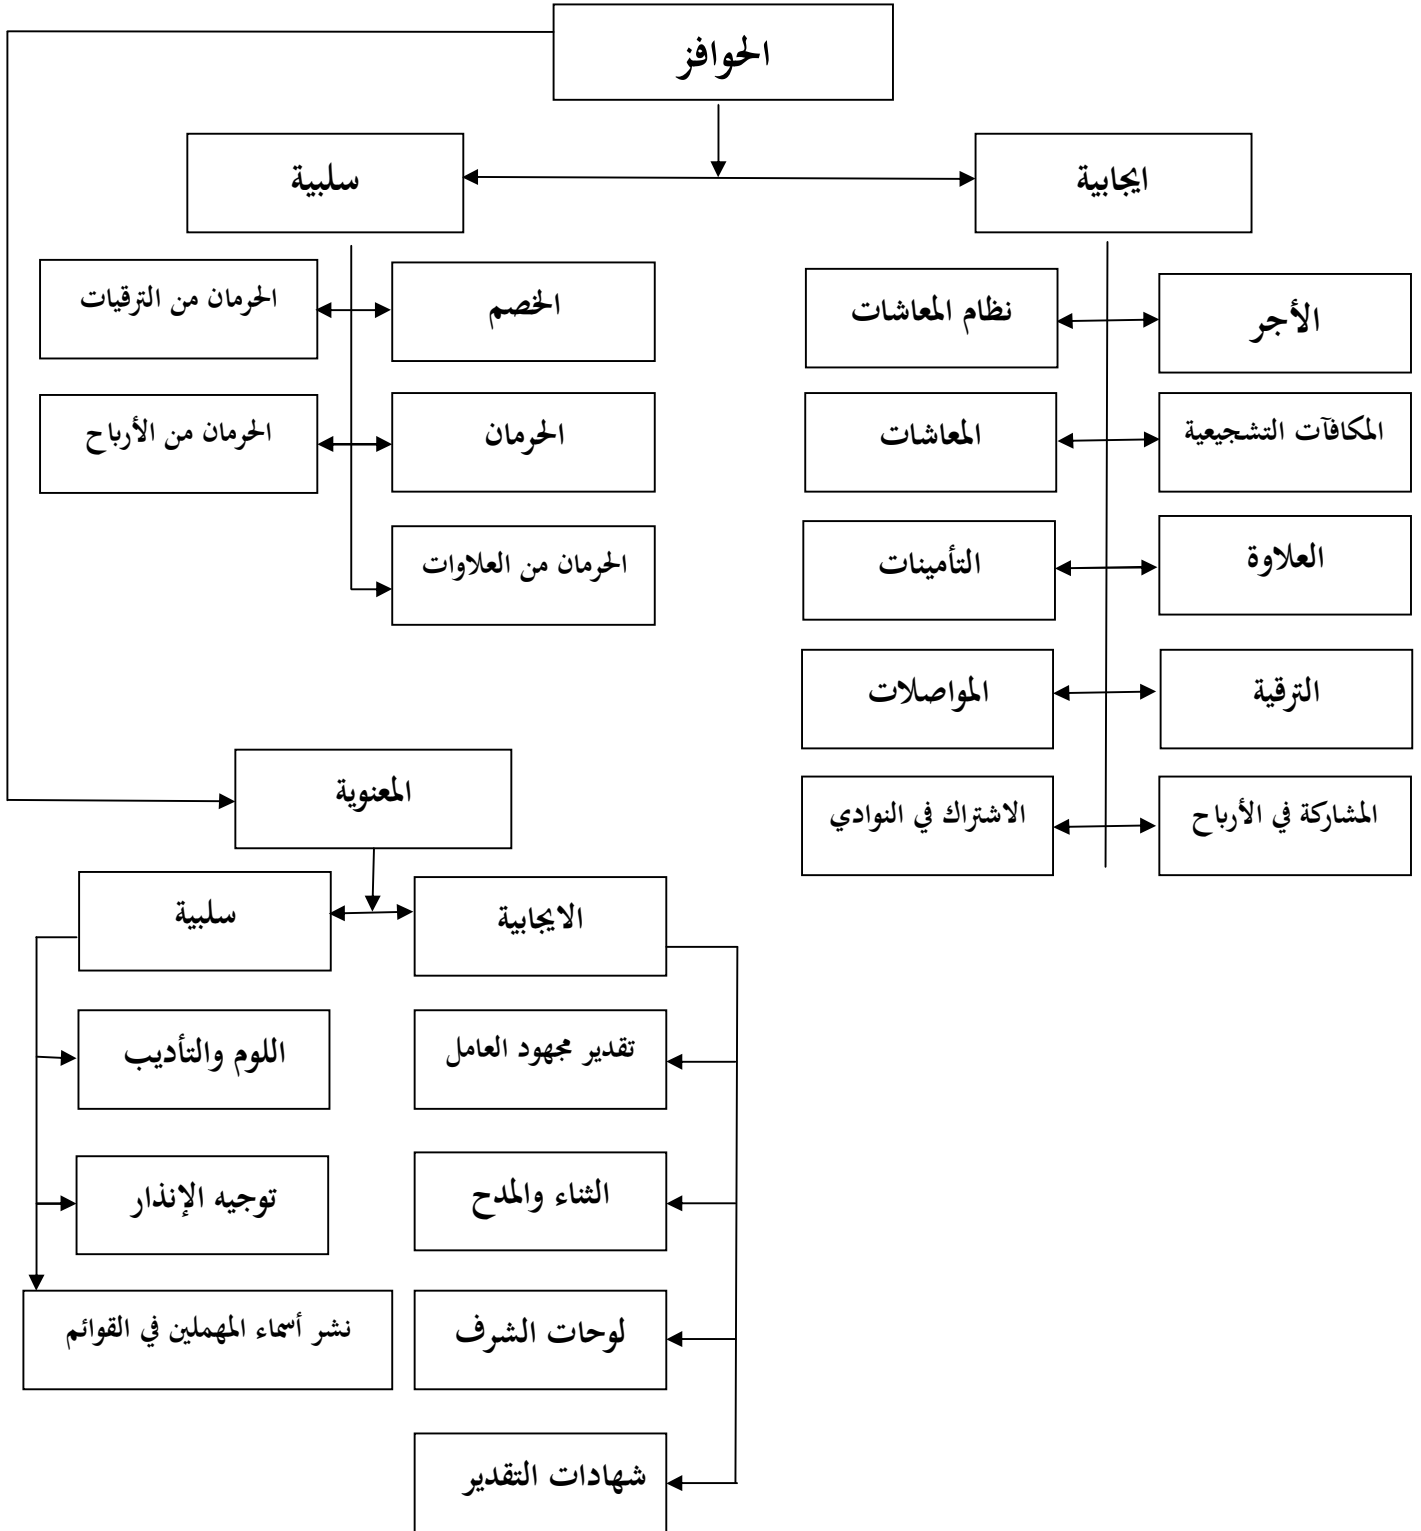 الحوافز
ايجابية
سلبية
الأجر
نظام المعاشات
المكافآت التشجيعية
المعاشات
العلاوة
التأمينات
الترقية
المواصلات
المشاركة في الأرباح
الاشتراك في النوادي
الخصم
الحرمان من الترقيات
الحرمان
الحرمان من الأرباح
الحرمان من العلاوات
المعنوية
الايجابية
سلبية
تقدير مجهود العامل
الثناء والمدح
لوحات الشرف
شهادات التقدير
اللوم والتأديب
توجيه الإنذار
نشر أسماء المهملين في القوائم